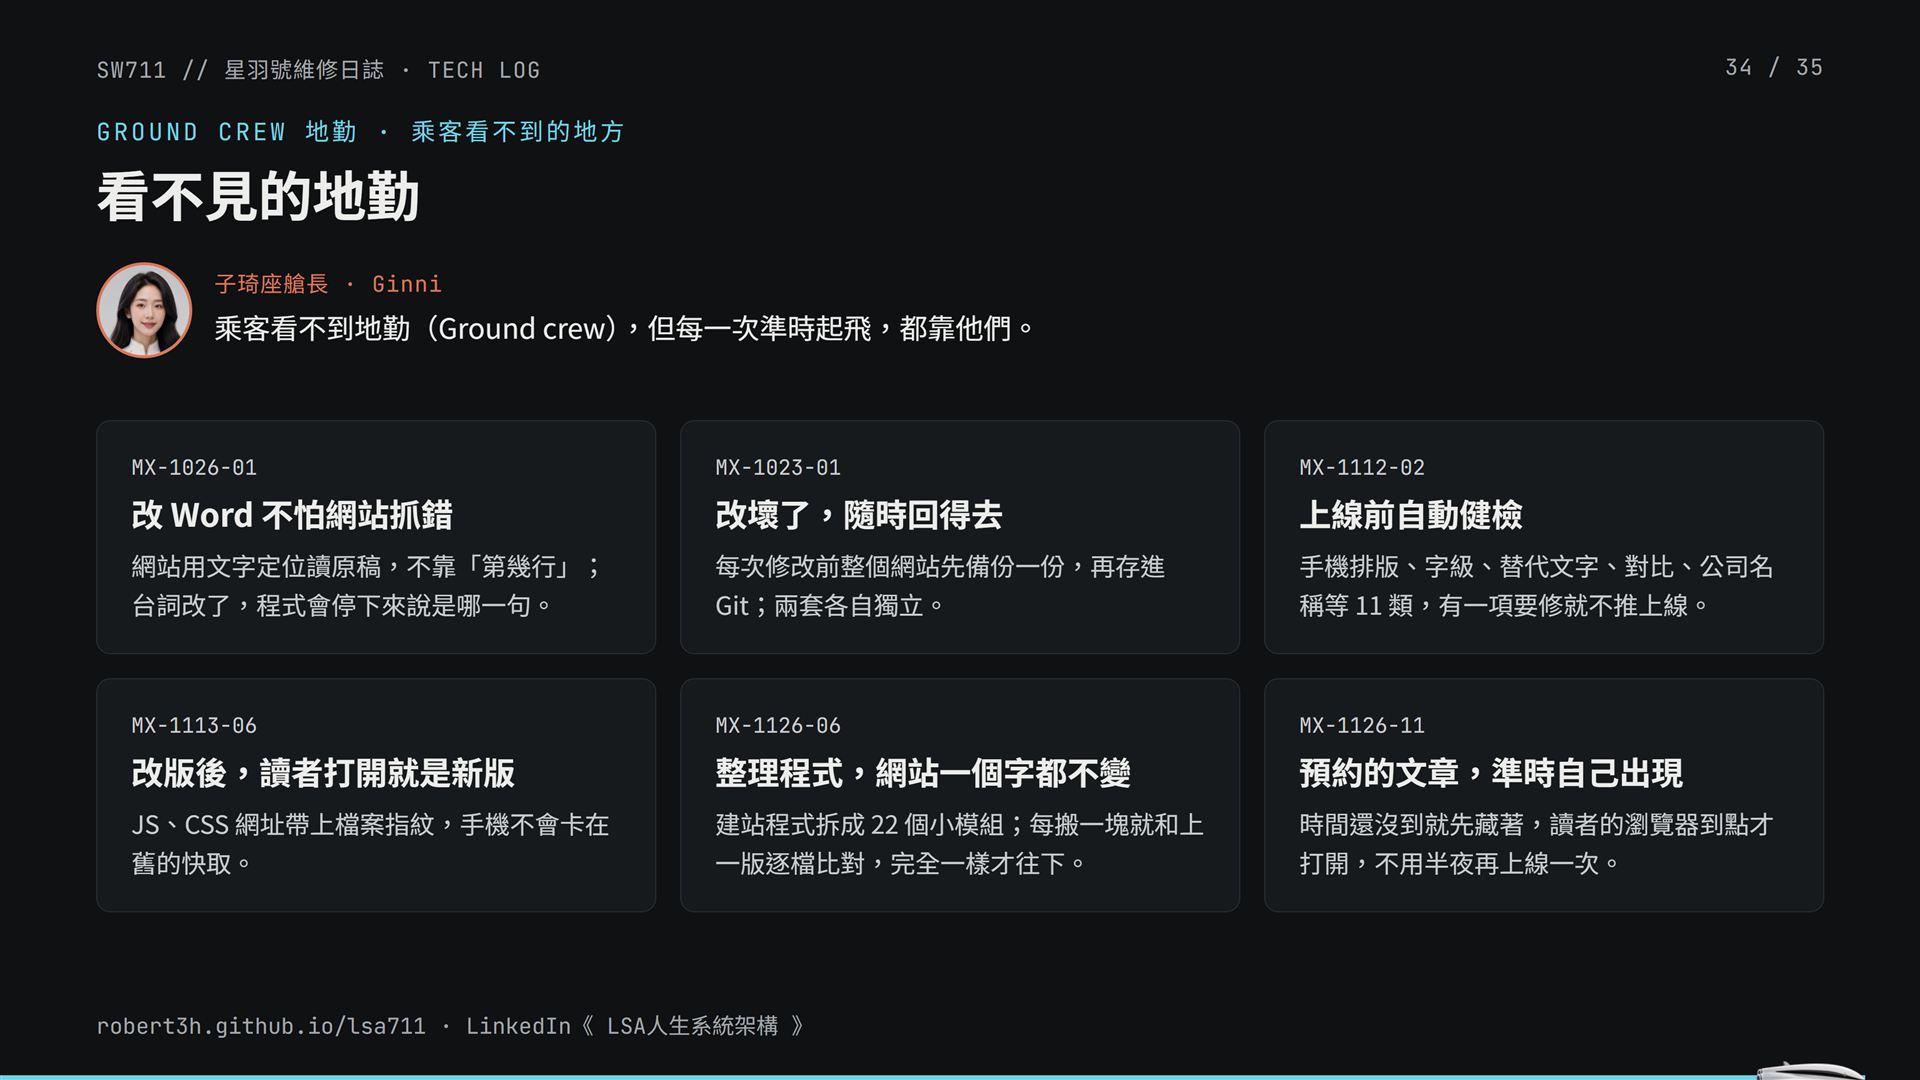 SW711 // 星羽號維修日誌 · TECH LOG
34 / 35
GROUND CREW 地勤 · 乘客看不到的地方
看不見的地勤
子琦座艙長 · Ginni
乘客看不到地勤（Ground crew），但每一次準時起飛，都靠他們。
MX-1026-01
改 Word 不怕網站抓錯
網站用文字定位讀原稿，不靠「第幾行」；
台詞改了，程式會停下來說是哪一句。
MX-1023-01
改壞了，隨時回得去
每次修改前整個網站先備份一份，再存進
Git；兩套各自獨立。
MX-1112-02
上線前自動健檢
手機排版、字級、替代文字、對比、公司名
稱等 11 類，有一項要修就不推上線。
MX-1113-06
改版後，讀者打開就是新版
JS、CSS 網址帶上檔案指紋，手機不會卡在
舊的快取。
MX-1126-06
整理程式，網站一個字都不變
建站程式拆成 22 個小模組；每搬一塊就和上
一版逐檔比對，完全一樣才往下。
MX-1126-11
預約的文章，準時自己出現
時間還沒到就先藏著，讀者的瀏覽器到點才
打開，不用半夜再上線一次。
robert3h.github.io/lsa711 · LinkedIn《 LSA人生系統架構 》